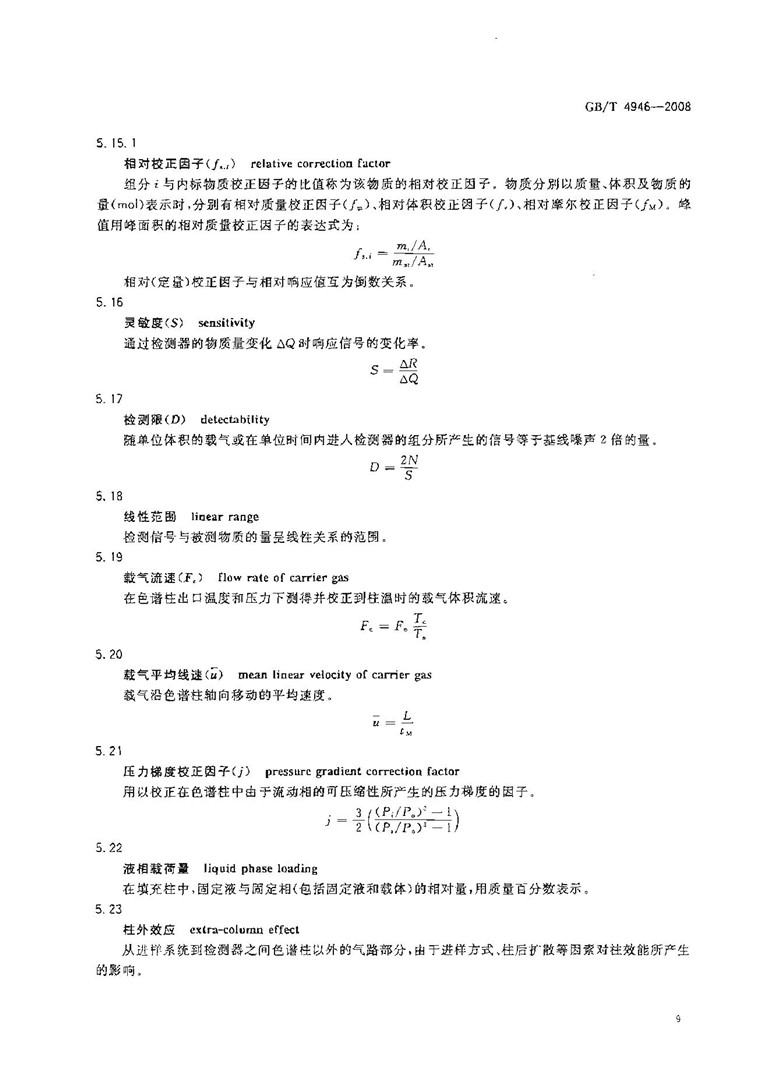 GB/T 4946—2008
5.15.1
相对校正因子(fs,i) relative correction factor
组分 i 与内标物质校正因子的比值称为该物质的相对校正因子。物质分别以质量、体积及物质的
量(mol)表示时,分别有相对质量校正因子(fm)、相对体积校正因子(fv)、相对摩尔校正因子(fM)。峰
值用峰面积的相对质量校正因子的表达式为:
fs,i = (mi/Ai)/(mst/Ast)
相对(定量)校正因子与相对响应值互为倒数关系。
5.16
灵敏度(S) sensitivity
通过检测器的物质量变化 △Q 时响应信号的变化率。
S = △R/△Q
5.17
检测限(D) detectability
随单位体积的载气或在单位时间内进入检测器的组分所产生的信号等于基线噪声 2 倍的量。
D = 2N/S
5.18
线性范围 linear range
检测信号与被测物质的量呈线性关系的范围。
5.19
载气流速(Fc) flow rate of carrier gas
在色谱柱出口温度和压力下测得并校正到柱温时的载气体积流速。
Fc = Fo Tc/Ta
5.20
载气平均线速(ū) mean linear velocity of carrier gas
载气沿色谱柱轴向移动的平均速度。
ū = L/tM
5.21
压力梯度校正因子(j) pressure gradient correction factor
用以校正在色谱柱中由于流动相的可压缩性所产生的压力梯度的因子。
j = 3/2 (((Pi/Po)² − 1)/((Pi/Po)³ − 1))
5.22
液相载荷量 liquid phase loading
在填充柱中,固定液与固定相(包括固定液和载体)的相对量,用质量百分数表示。
5.23
柱外效应 extra-column effect
从进样系统到检测器之间色谱柱以外的气路部分,由于进样方式、柱后扩散等因素对柱效能所产生
的影响。
9